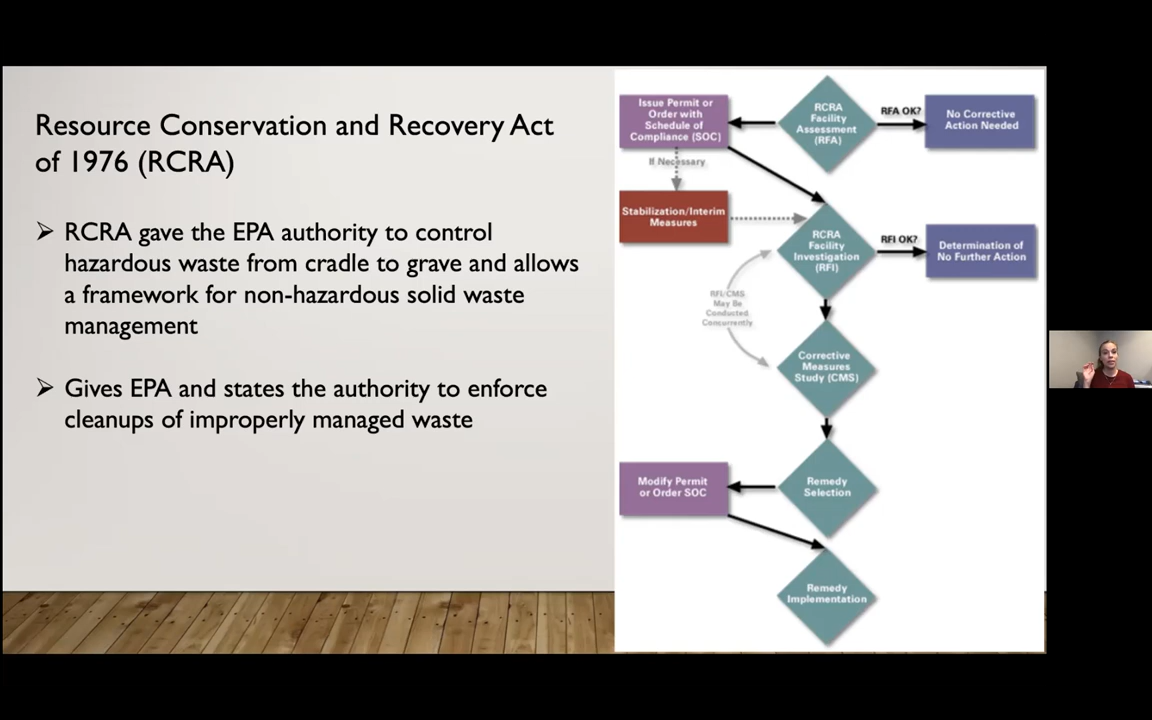 Resource Conservation and Recovery Act
of 1976 (RCRA)
RCRA gave the EPA authority to control
hazardous waste from cradle to grave and allows
a framework for non-hazardous solid waste
management
Gives EPA and states the authority to enforce
cleanups of improperly managed waste
Issue Permit or
Order with
Schedule of
Compliance (SOC)
RCRA
Facility
Assessment
(RFA)
RFA OK?
No Corrective
Action Needed
If Necessary
Stabilization/Interim
Measures
RCRA
Facility
Investigation
(RFI)
RFI OK?
Determination of
No Further Action
RFI/CMS
May Be
Conducted
Concurrently
Corrective
Measures
Study (CMS)
Modify Permit
or Order SOC
Remedy
Selection
Remedy
Implementation